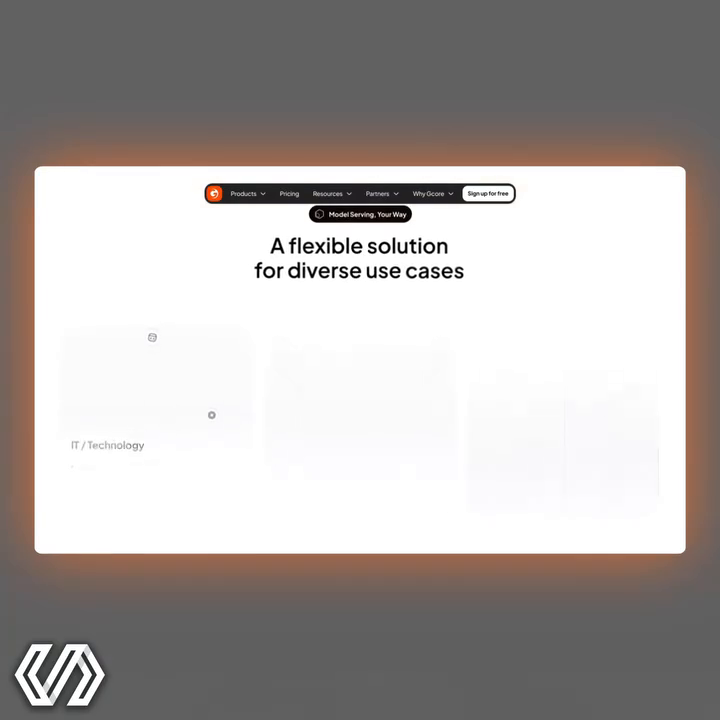 Products
Pricing
Resources
Partners
Why Gcore
Sign up for free
Model Serving, Your Way
A flexible solution
for diverse use cases
IT / Technology